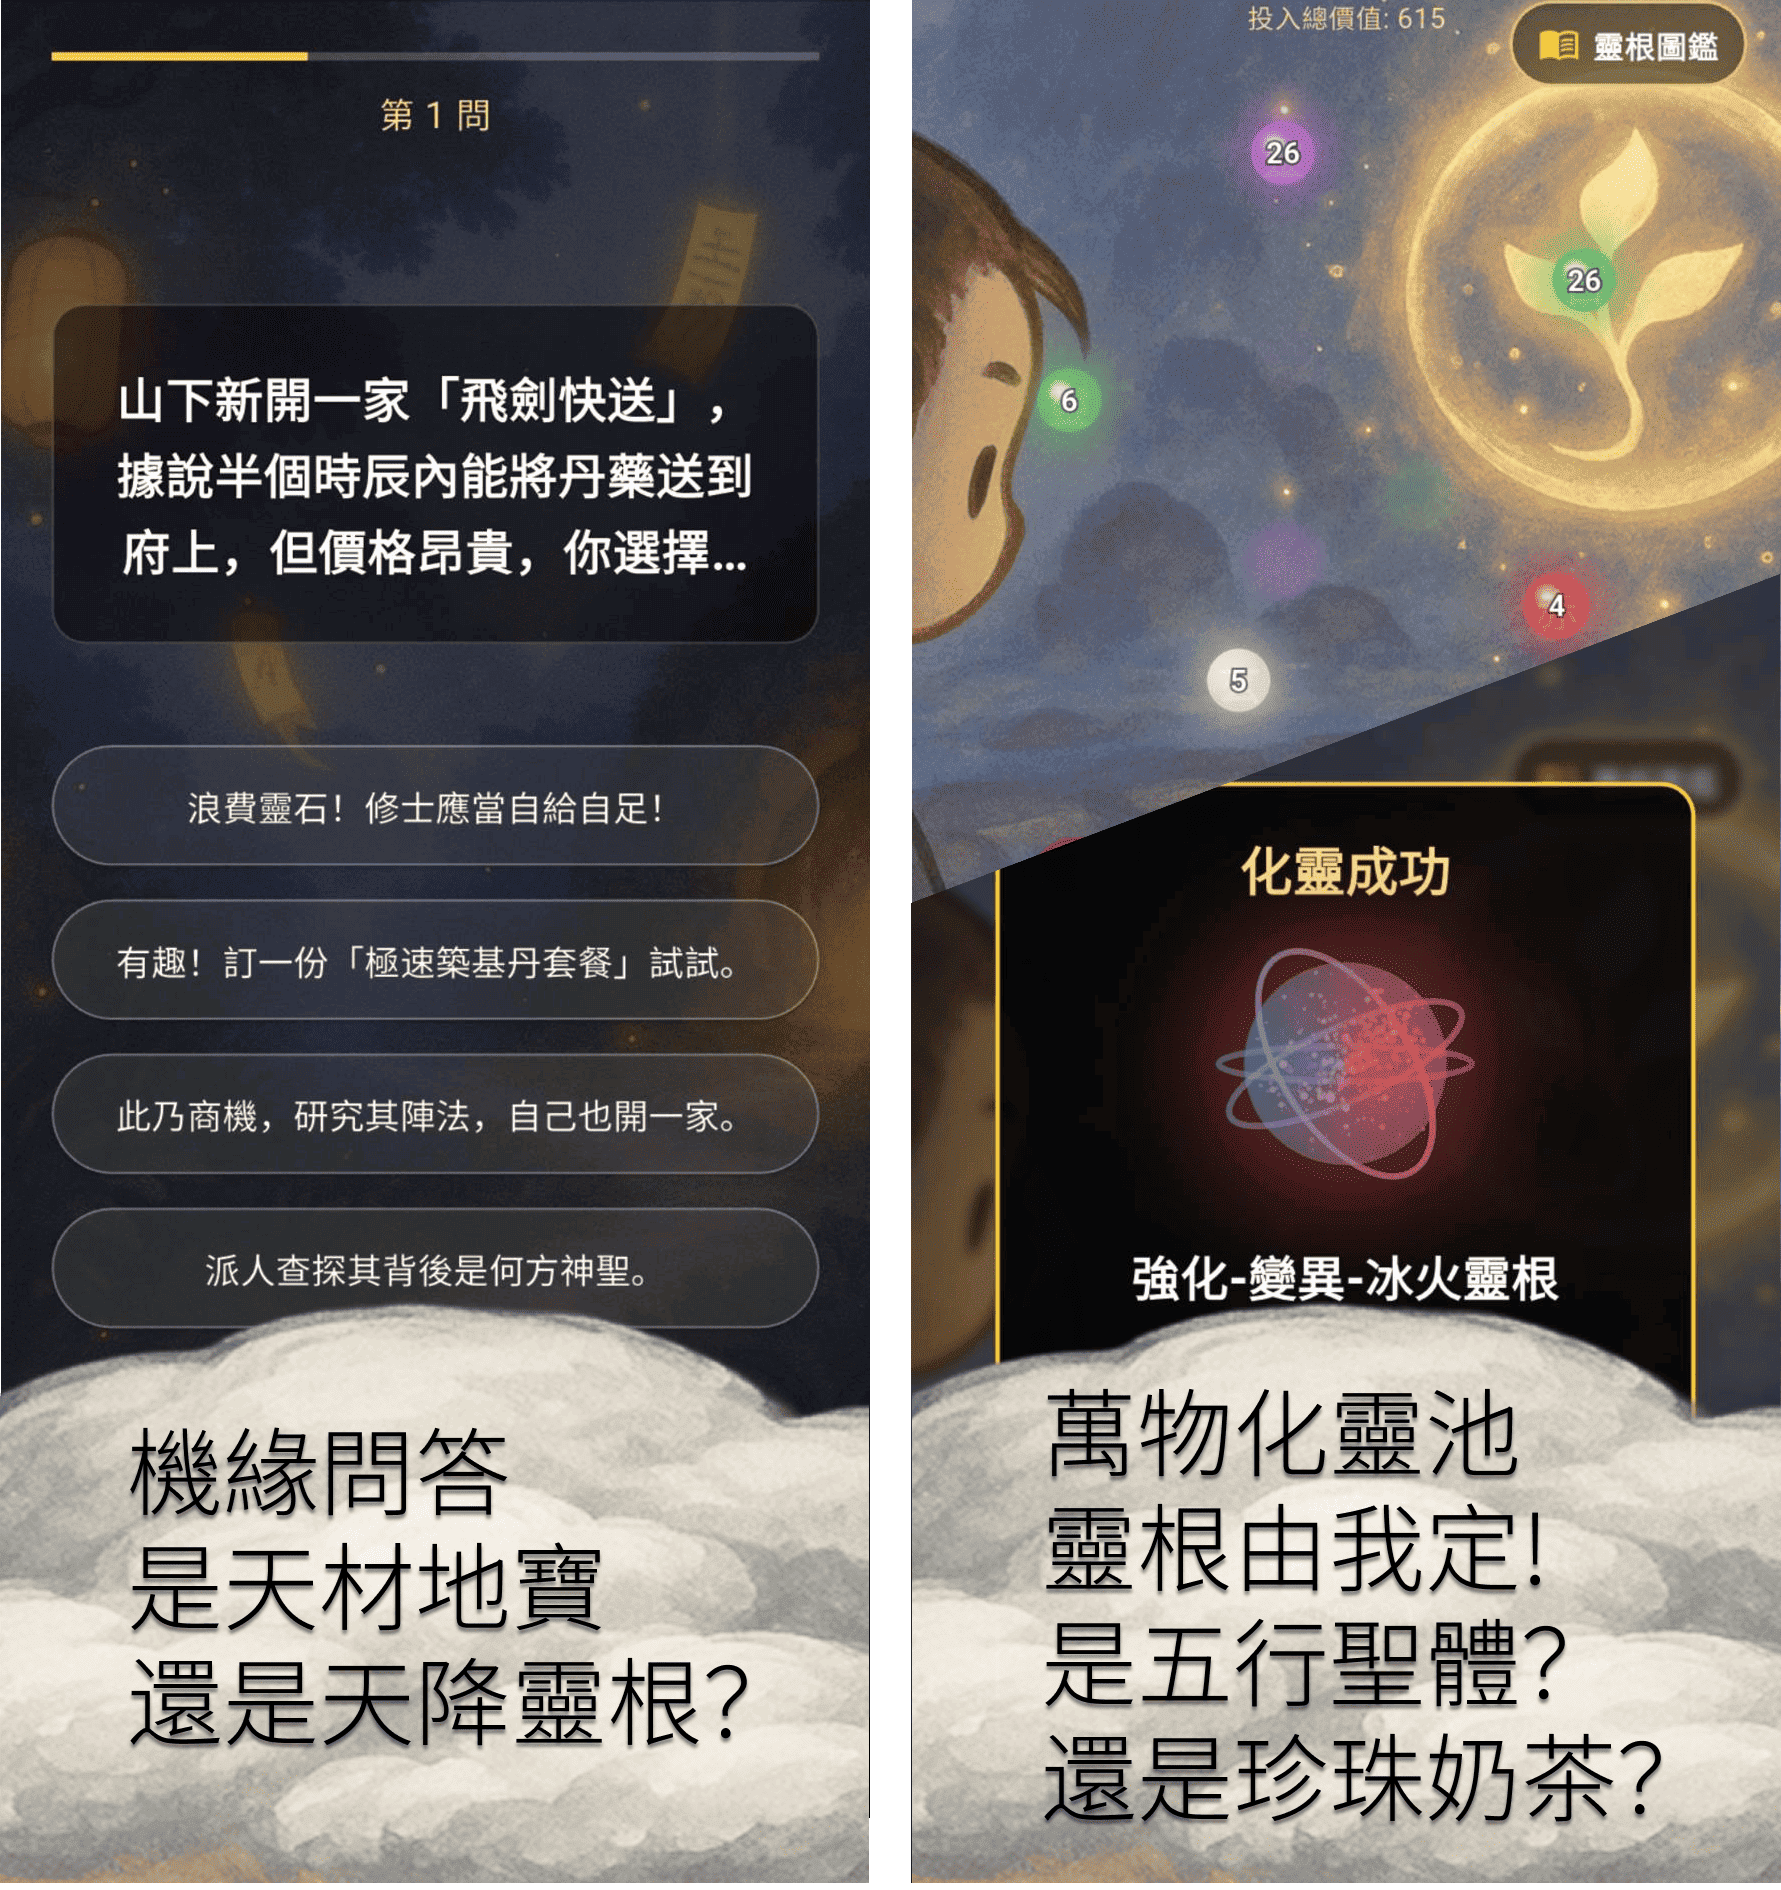 第 1 問
山下新開一家「飛劍快送」，
據說半個時辰內能將丹藥送到
府上，但價格昂貴，你選擇...
浪費靈石！修士應當自給自足！
有趣！訂一份「極速築基丹套餐」試試。
此乃商機，研究其陣法，自己也開一家。
派人查探其背後是何方神聖。
機緣問答
是天材地寶
還是天降靈根？
投入總價值: 615
靈根圖鑑
26
26
6
4
5
化靈成功
強化-變異-冰火靈根
萬物化靈池
靈根由我定！
是五行聖體？
還是珍珠奶茶？